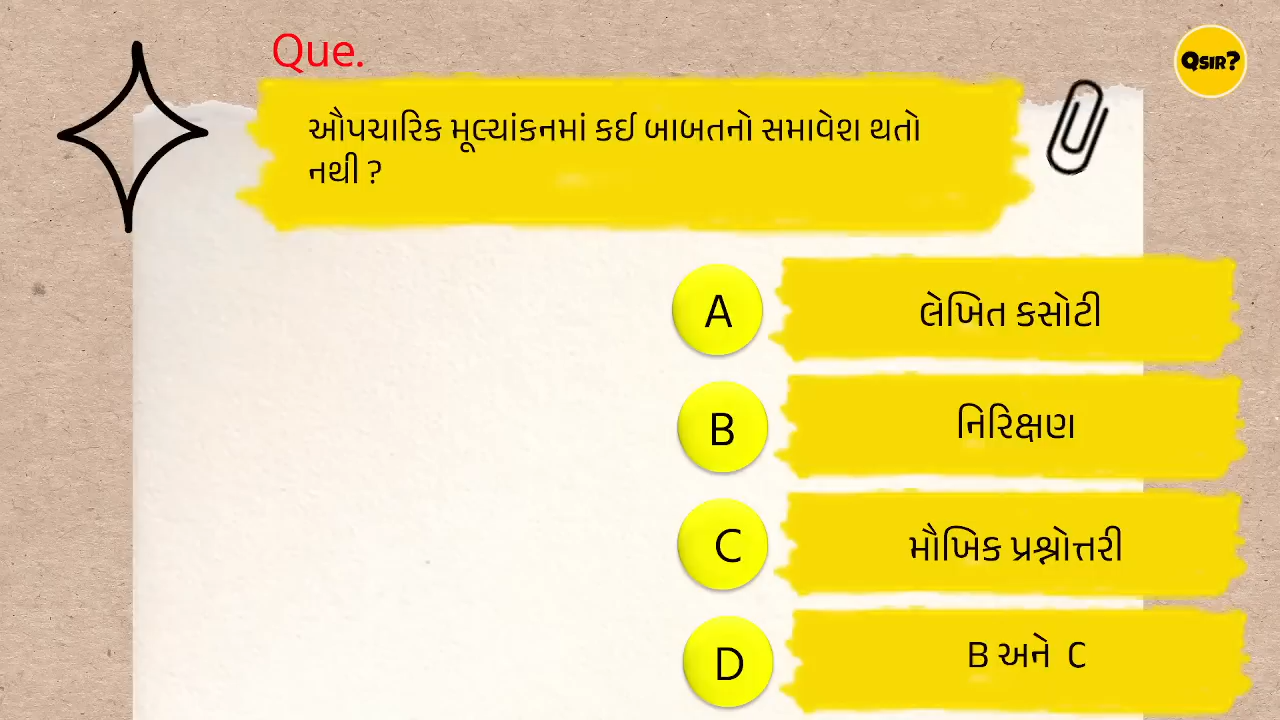 Que.
QSIR?
ઔપચારિક મૂલ્યાંકનમાં કઈ બાબતનો સમાવેશ થતો
નથી ?
A લેખિત કસોટી
B નિરિક્ષણ
C મૌખિક પ્રશ્નોત્તરી
D B અને C